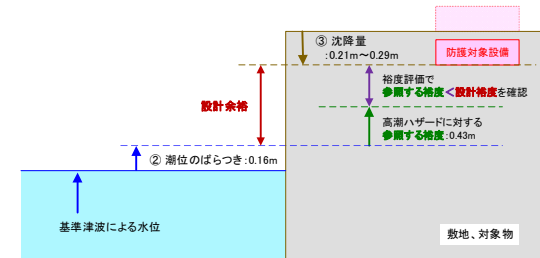 ③ 沈降量
:0.21m～0.29m
防護対象設備
設計余裕
裕度評価で
参照する裕度＜設計裕度を確認
高潮ハザードに対する
参照する裕度:0.43m
② 潮位のばらつき:0.16m
基準津波による水位
敷地、対象物